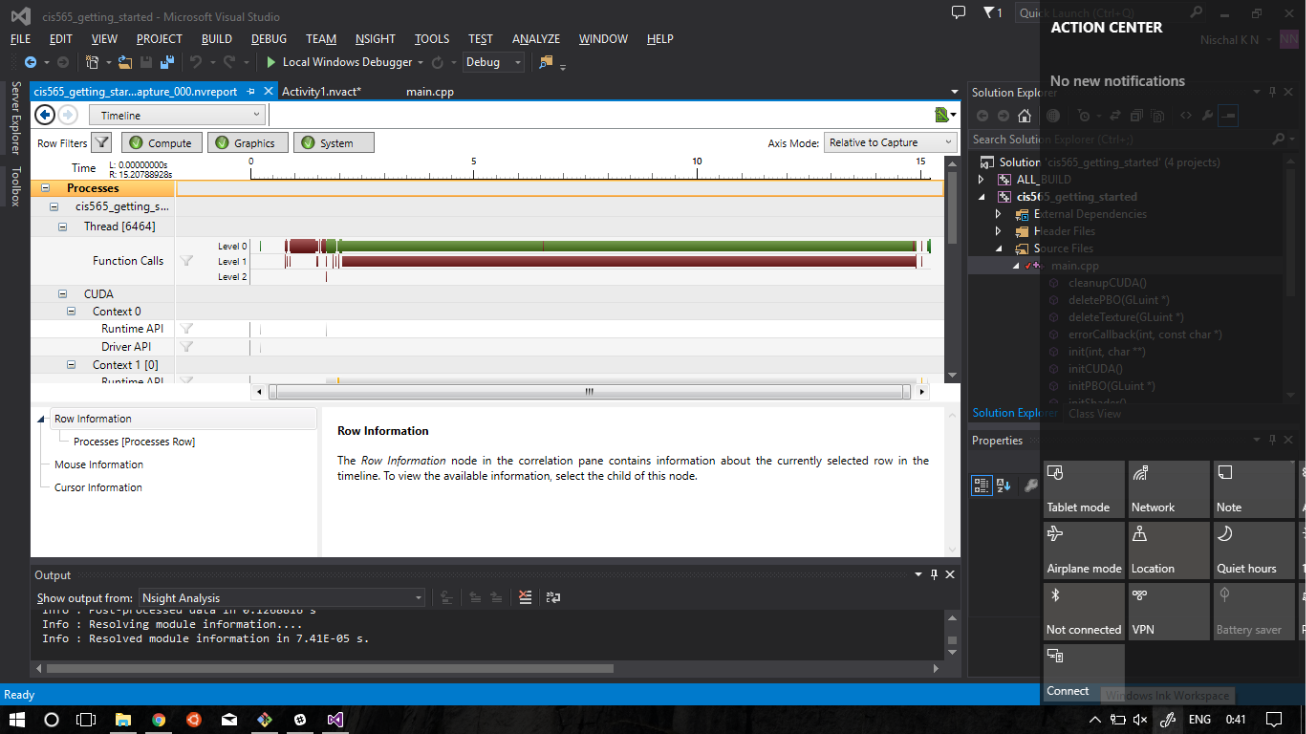 cis565_getting_started - Microsoft Visual Studio
1
Quick Launch (Ctrl+Q)
FILE EDIT VIEW PROJECT BUILD DEBUG TEAM NSIGHT TOOLS TEST ANALYZE WINDOW HELP
Nischal K N
NN
Local Windows Debugger
Debug
Server Explorer
Toolbox
cis565_getting_star...apture_000.nvreport
Activity1.nvact*
main.cpp
Timeline
Row Filters
Compute
Graphics
System
Axis Mode:
Relative to Capture
Time
L: 0.00000000s
R: 15.20788928s
0 5 10 15
Processes
cis565_getting_s...
Thread [6464]
Function Calls
Level 0
Level 1
Level 2
CUDA
Context 0
Runtime API
Driver API
Context 1 [0]
Runtime API
Row Information
Processes [Processes Row]
Mouse Information
Cursor Information
Row Information
The Row Information node in the correlation pane contains information about the currently selected row in the
timeline. To view the available information, select the child of this node.
Output
Show output from:
Nsight Analysis
Info : Post-processed data in 0.1268816 s
Info : Resolving module information....
Info : Resolved module information in 7.41E-05 s.
Ready
Solution Explorer
Search Solution Explorer (Ctrl+;)
Solution 'cis565_getting_started' (4 projects)
ALL_BUILD
cis565_getting_started
External Dependencies
Header Files
Source Files
main.cpp
cleanupCUDA()
deletePBO(GLuint *)
deleteTexture(GLuint *)
errorCallback(int, const char *)
init(int, char **)
initCUDA()
initPBO(GLuint *)
initShader()
Solution Explorer
Class View
Properties
ACTION CENTER
No new notifications
Tablet mode
Network
Note
Airplane mode
Location
Quiet hours
Not connected
VPN
Battery saver
Connect
Windows Ink Workspace
ENG
0:41